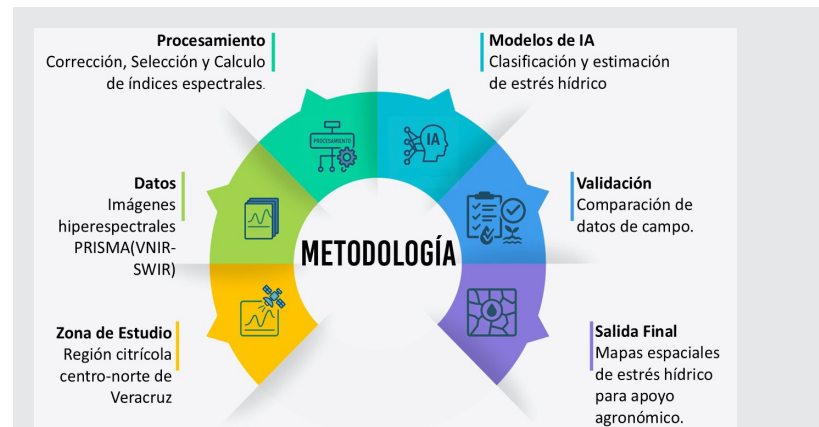 Procesamiento
Corrección, Selección y Calculo
de índices espectrales.
Modelos de IA
Clasificación y estimación
de estrés hídrico
PROCESAMIENTO
IA
Datos
Imágenes
hiperespectrales
PRISMA(VNIR-
SWIR)
Validación
Comparación de
datos de campo.
METODOLOGÍA
Zona de Estudio
Región citrícola
centro-norte de
Veracruz
Salida Final
Mapas espaciales
de estrés hídrico
para apoyo
agronómico.